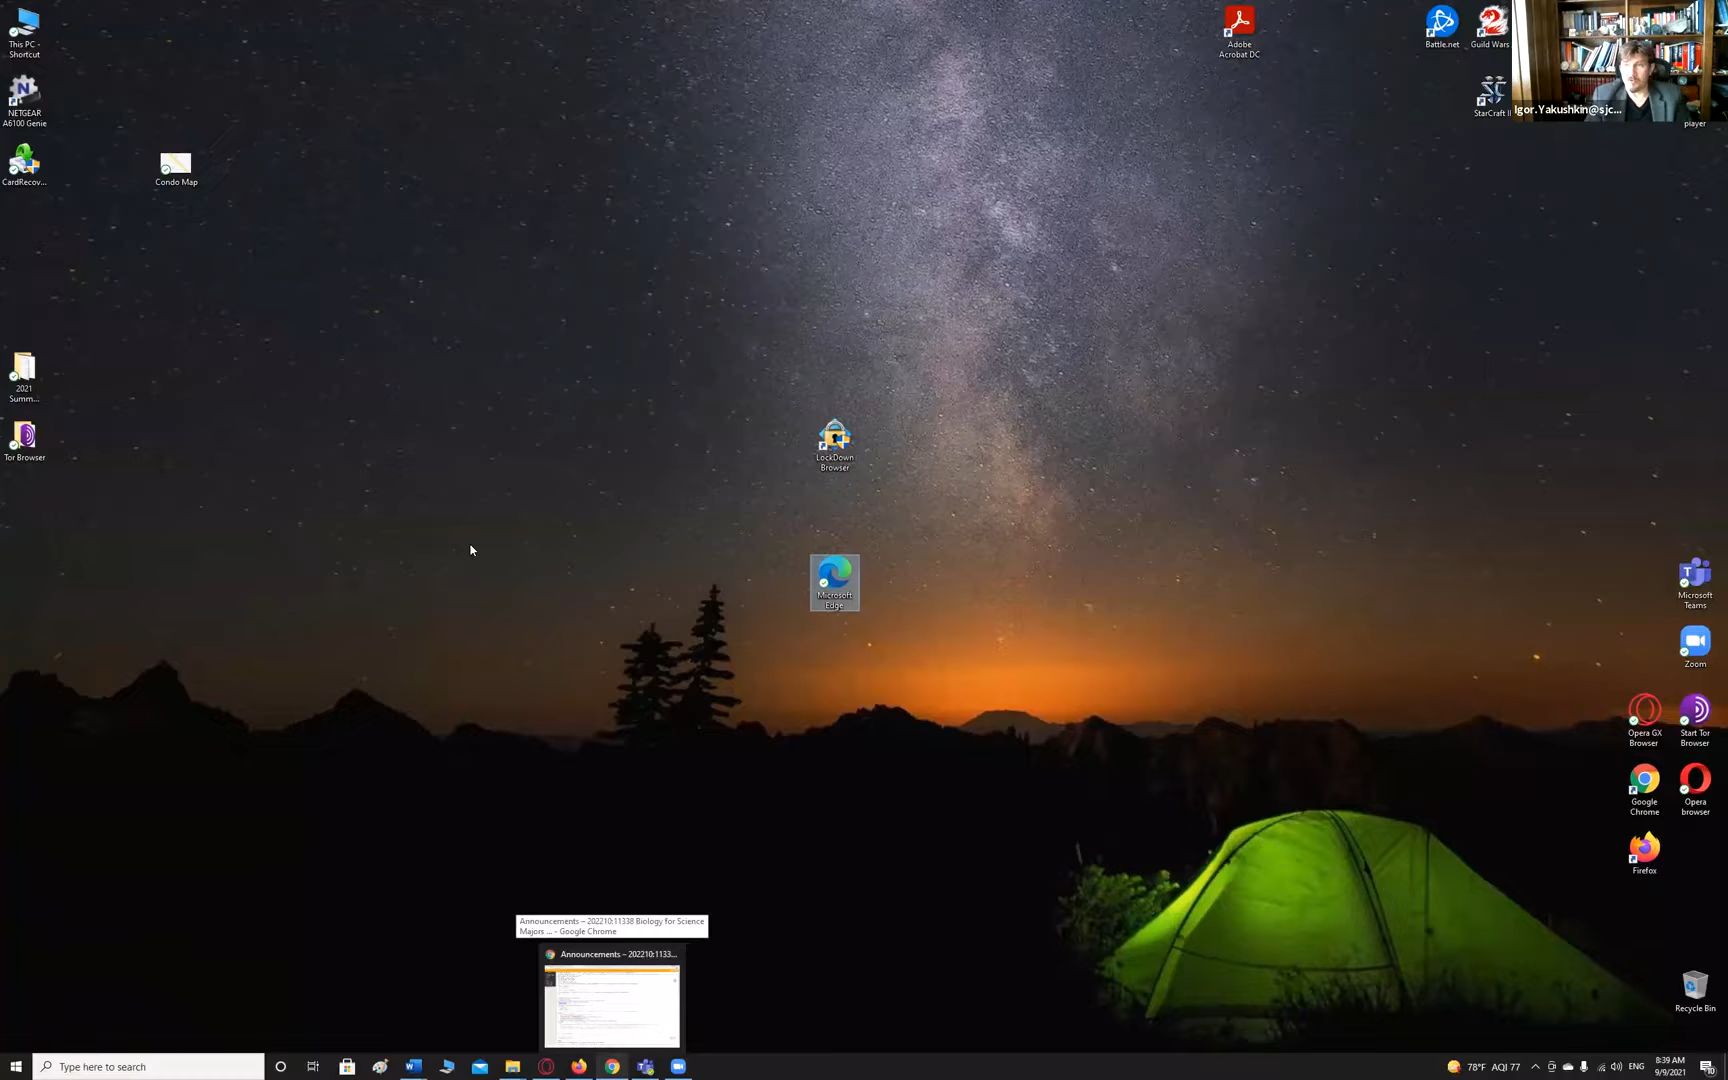 This PC -
Shortcut
NETGEAR
A6100 Genie
CardRecov...
Condo Map
2021
Summ...
Tor Browser
LockDown
Browser
Microsoft
Edge
Adobe
Acrobat DC
Battle.net
Guild Wars
StarCraft II
Igor.Yakushkin@sjc...
player
Microsoft
Teams
Zoom
Opera GX
Browser
Start Tor
Browser
Google
Chrome
Opera
browser
Firefox
Recycle Bin
Announcements – 202210:11338 Biology for Science
Majors ... - Google Chrome
Announcements – 202210:1133...
Type here to search
78°F AQI 77
ENG
8:39 AM
9/9/2021